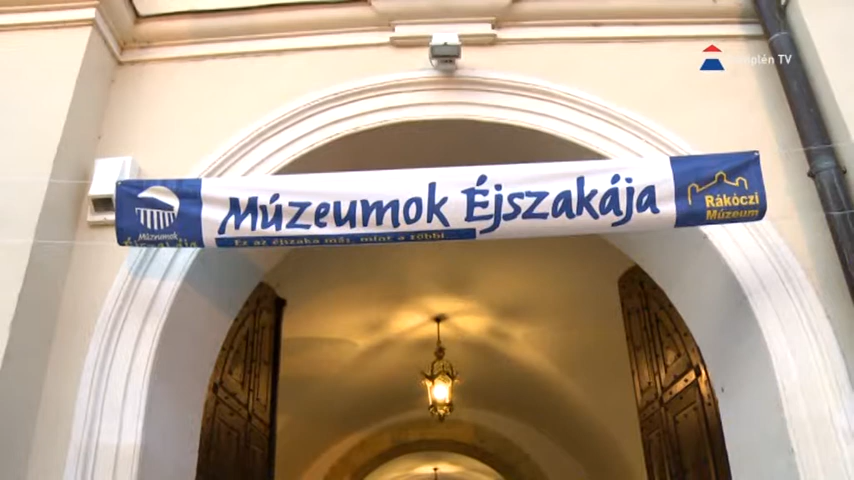 Zemplén TV
Múzeumok Éjszakája
Ez az éjszaka más, mint a többi...
Múzeumok
Éjszakája
Rákóczi
Múzeum